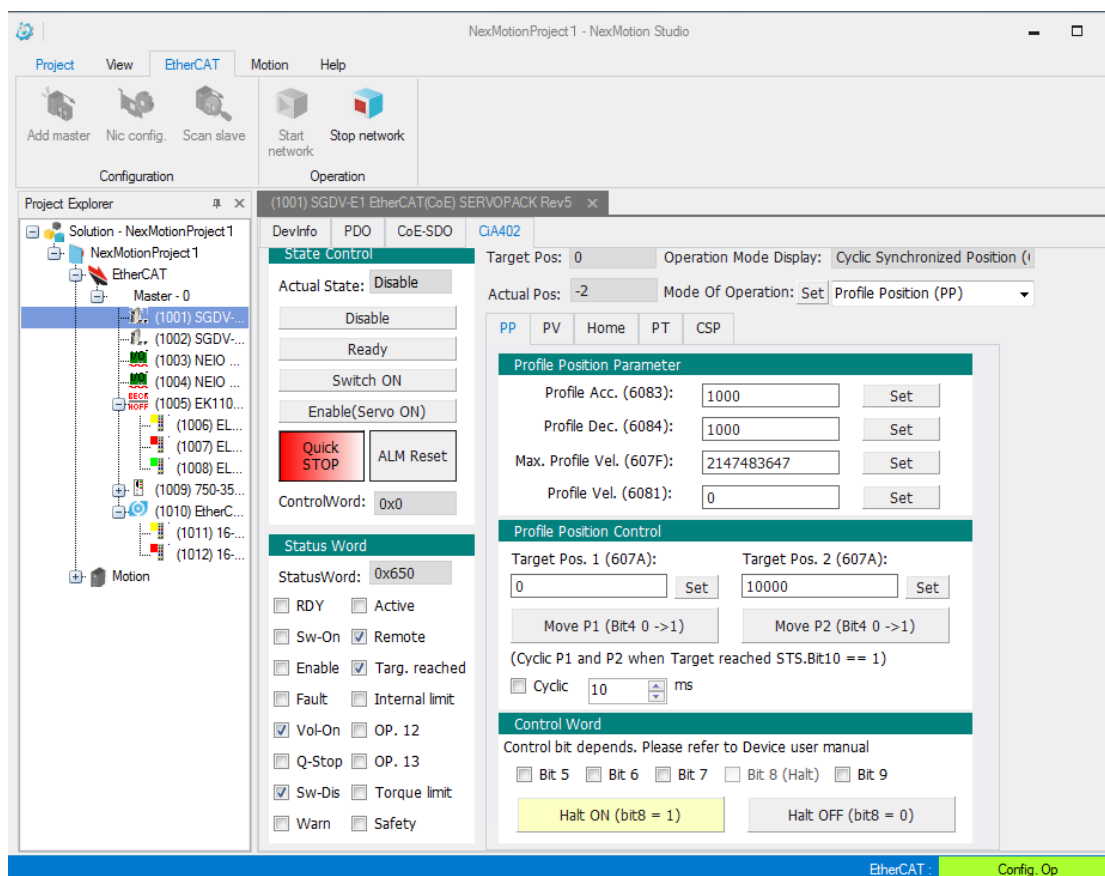 NexMotionProject1 - NexMotion Studio
Project View EtherCAT Motion Help
Add master Nic config. Scan slave Start network Stop network
Configuration Operation
Project Explorer
Solution - NexMotionProject1
NexMotionProject1
EtherCAT
Master - 0
(1001) SGDV-...
(1002) SGDV-...
(1003) NEIO ...
(1004) NEIO ...
BECK HOFF (1005) EK110...
(1006) EL...
(1007) EL...
(1008) EL...
(1009) 750-35...
(1010) EtherC...
(1011) 16-...
(1012) 16-...
Motion
(1001) SGDV-E1 EtherCAT(CoE) SERVOPACK Rev5
DevInfo PDO CoE-SDO CiA402
State Control
Actual State: Disable
Disable
Ready
Switch ON
Enable(Servo ON)
Quick STOP ALM Reset
ControlWord: 0x0
Status Word
StatusWord: 0x650
RDY Active
Sw-On Remote
Enable Targ. reached
Fault Internal limit
Vol-On OP. 12
Q-Stop OP. 13
Sw-Dis Torque limit
Warn Safety
Target Pos: 0 Operation Mode Display: Cyclic Synchronized Position (
Actual Pos: -2 Mode Of Operation: Set Profile Position (PP)
PP PV Home PT CSP
Profile Position Parameter
Profile Acc. (6083): 1000 Set
Profile Dec. (6084): 1000 Set
Max. Profile Vel. (607F): 2147483647 Set
Profile Vel. (6081): 0 Set
Profile Position Control
Target Pos. 1 (607A): Target Pos. 2 (607A):
0 Set 10000 Set
Move P1 (Bit4 0 ->1) Move P2 (Bit4 0 ->1)
(Cyclic P1 and P2 when Target reached STS.Bit10 == 1)
Cyclic 10 ms
Control Word
Control bit depends. Please refer to Device user manual
Bit 5 Bit 6 Bit 7 Bit 8 (Halt) Bit 9
Halt ON (bit8 = 1) Halt OFF (bit8 = 0)
EtherCAT : Config. Op